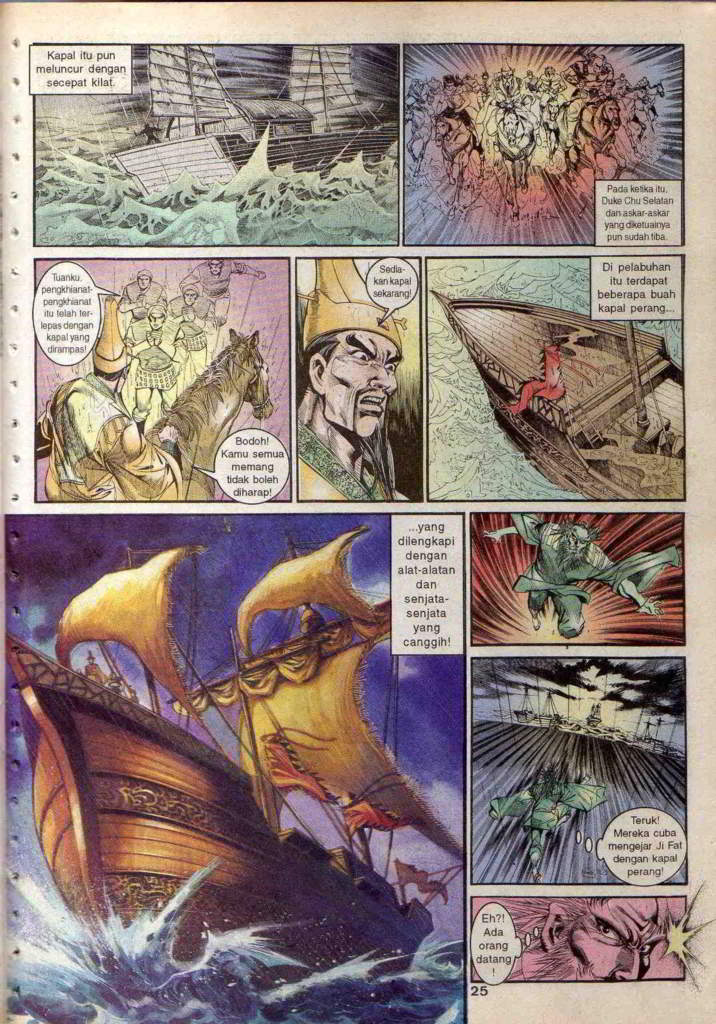 Kapal itu pun
meluncur dengan
secepat kilat.
Pada ketika itu,
Duke Chu Selatan
dan askar-askar
yang diketuainya
pun sudah tiba.
Tuanku,
pengkhianat-
pengkhianat
itu telah ter-
lepas dengan
kapal yang
dirampas!
Bodoh!
Kamu semua
memang
tidak boleh
diharap!
Sedia-
kan kapal
sekarang!
Di pelabuhan
itu terdapat
beberapa buah
kapal perang...
...yang
dilengkapi
dengan
alat-alatan
dan
senjata-
senjata
yang
canggih!
Teruk!
Mereka cuba
mengejar Ji Fat
dengan kapal
perang!
Eh?!
Ada
orang
datang
!
25